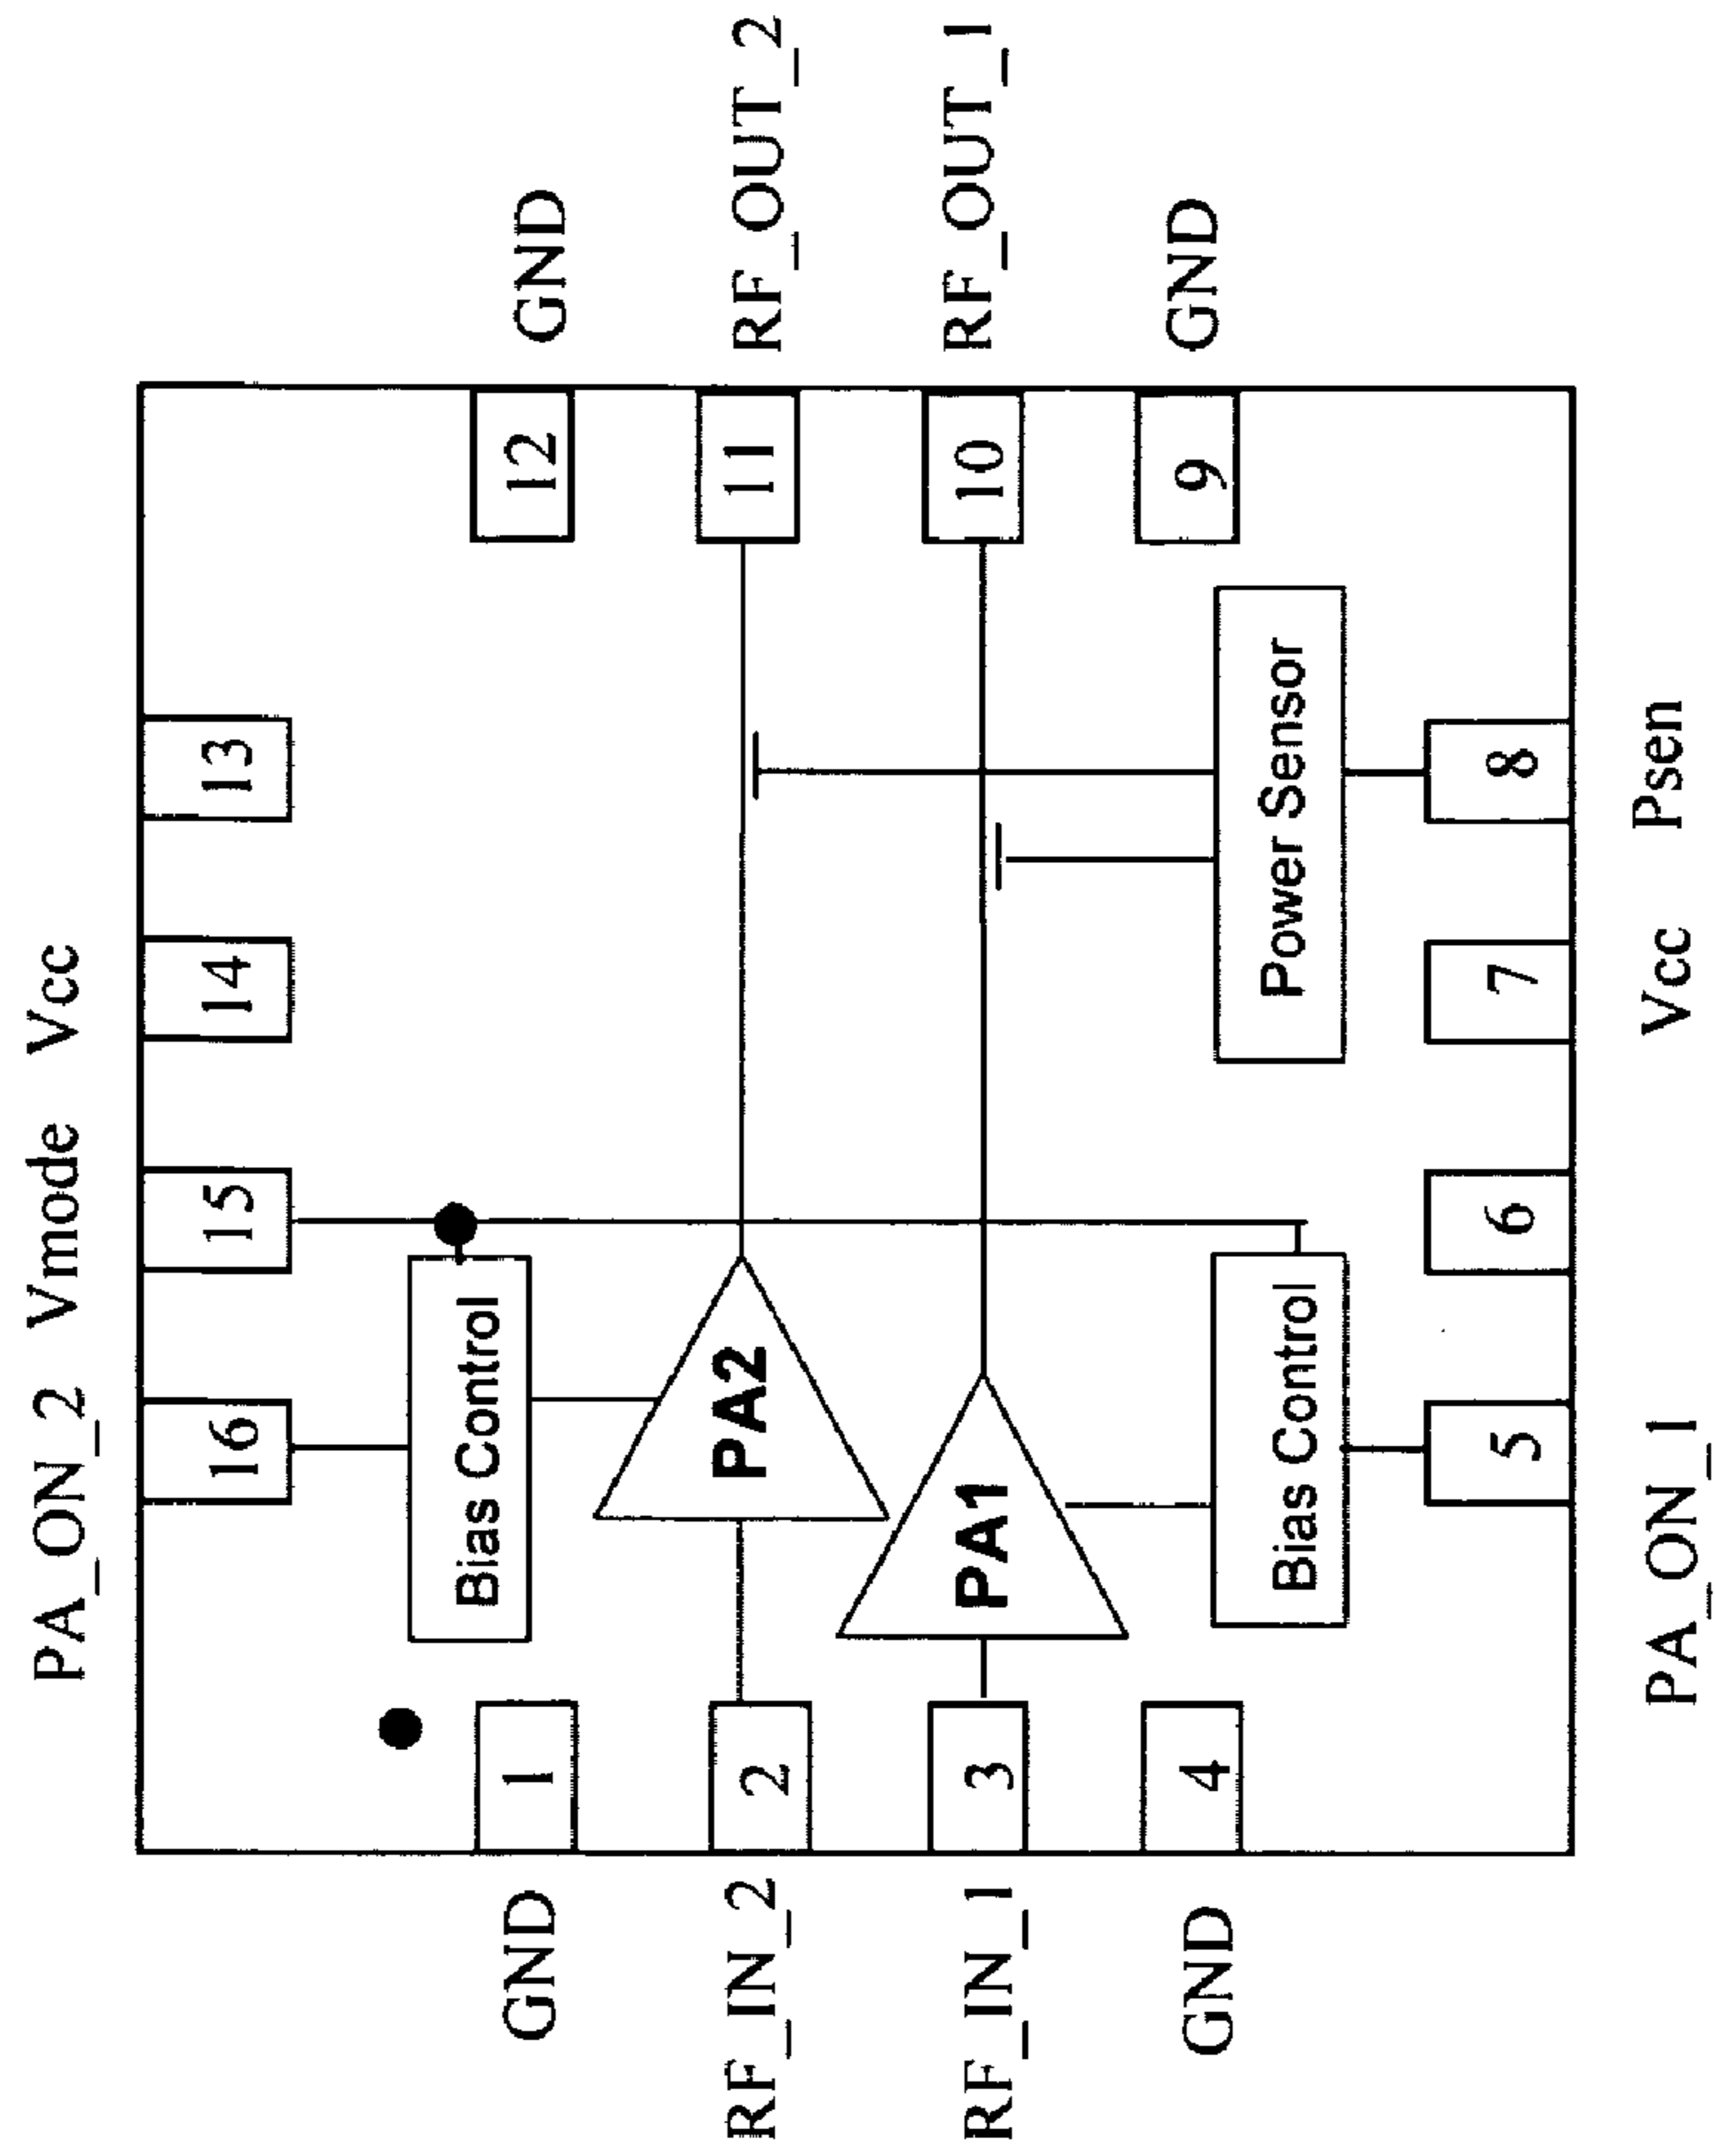 PA_ON_2
Vmode
Vcc
16
15
14
13
GND
1
Bias Control
12
GND
RF_IN_2
2
PA2
11
RF_OUT_2
RF_IN_1
3
PA1
10
RF_OUT_1
GND
4
Bias Control
Power Sensor
9
GND
5
6
7
8
PA_ON_1
Vcc
Psen